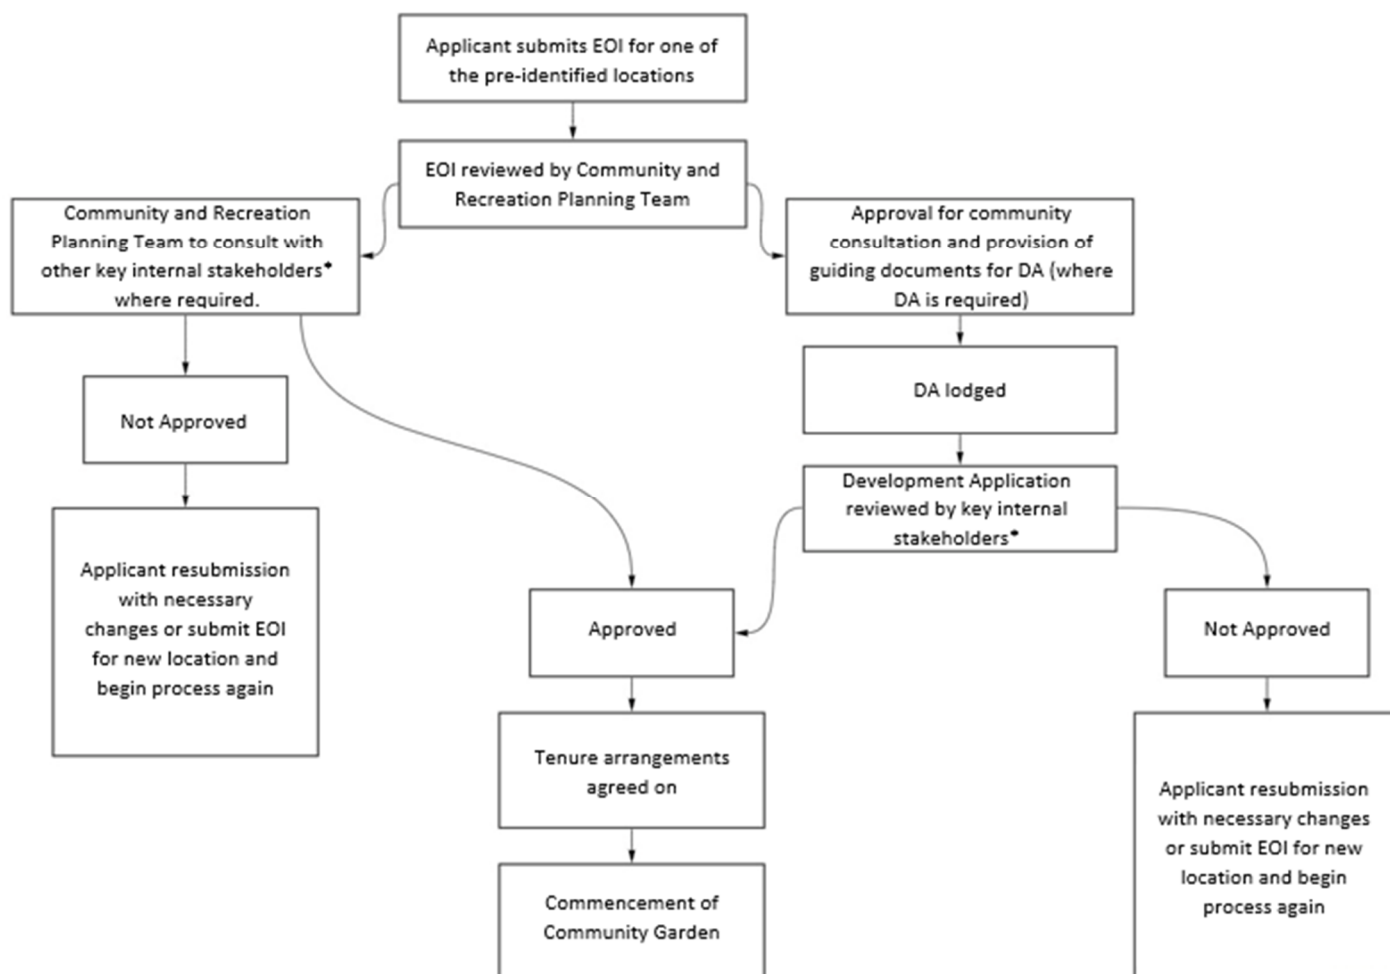 Applicant submits EOI for one of
the pre-identified locations
EOI reviewed by Community and
Recreation Planning Team
Community and Recreation
Planning Team to consult with
other key internal stakeholders*
where required.
Approval for community
consultation and provision of
guiding documents for DA (where
DA is required)
DA lodged
Not Approved
Development Application
reviewed by key internal
stakeholders*
Applicant resubmission
with necessary
changes or submit EOI
for new location and
begin process again
Approved
Not Approved
Tenure arrangements
agreed on
Applicant resubmission
with necessary changes
or submit EOI for new
location and begin
process again
Commencement of
Community Garden